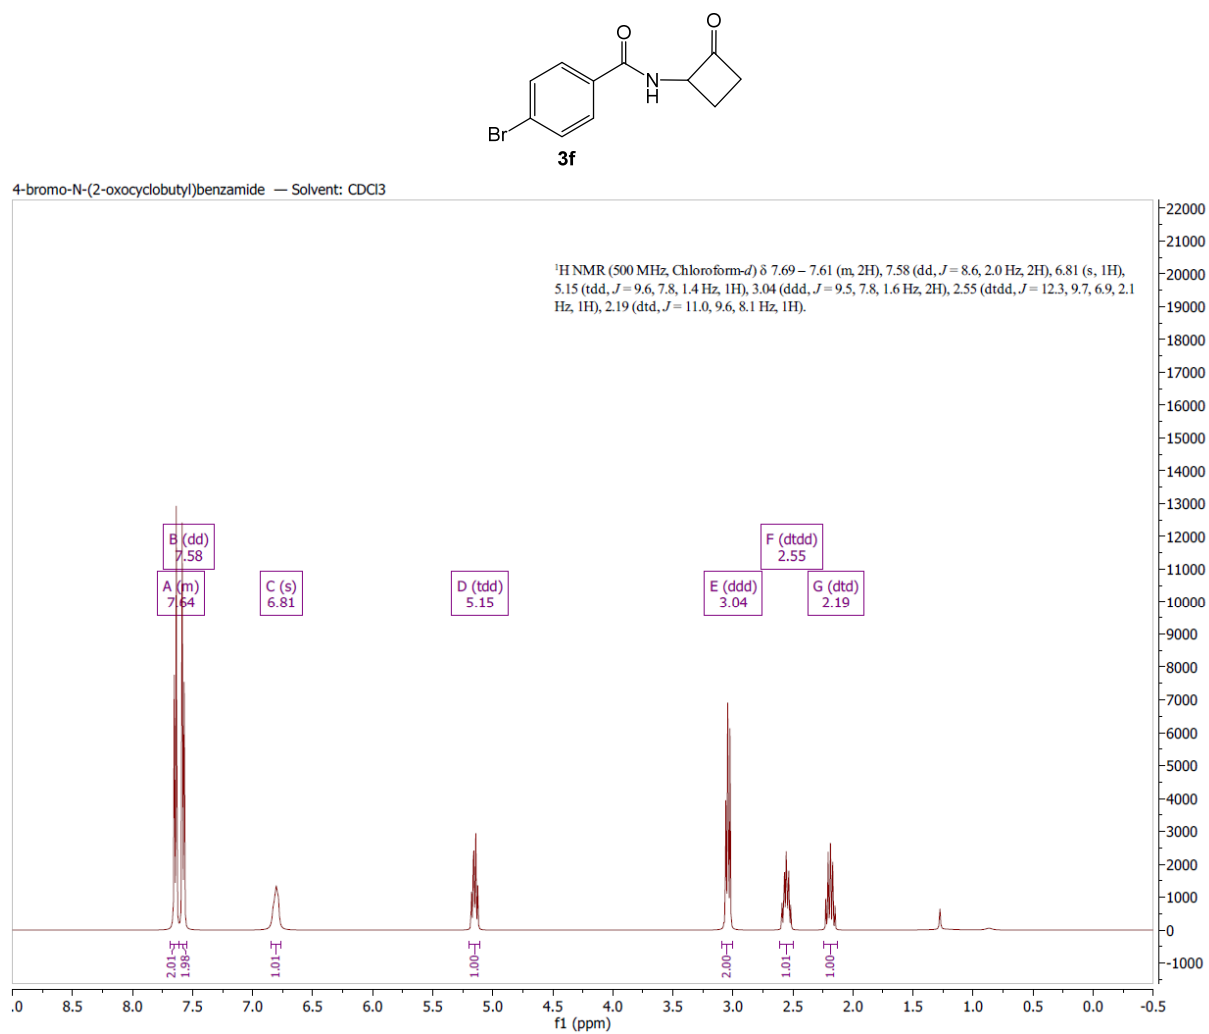 O
O
N
H
Br
3f
4-bromo-N-(2-oxocyclobutyl)benzamide — Solvent: CDCl3
¹H NMR (500 MHz, Chloroform-d) δ 7.69 – 7.61 (m, 2H), 7.58 (dd, J = 8.6, 2.0 Hz, 2H), 6.81 (s, 1H),
5.15 (tdd, J = 9.6, 7.8, 1.4 Hz, 1H), 3.04 (ddd, J = 9.5, 7.8, 1.6 Hz, 2H), 2.55 (dtdd, J = 12.3, 9.7, 6.9, 2.1
Hz, 1H), 2.19 (dtd, J = 11.0, 9.6, 8.1 Hz, 1H).
22000
21000
20000
19000
18000
17000
16000
15000
14000
13000
12000
11000
10000
9000
8000
7000
6000
5000
4000
3000
2000
1000
0
-1000
B (dd)
7.58
F (dtdd)
2.55
A (m)
7.64
C (s)
6.81
D (tdd)
5.15
E (ddd)
3.04
G (dtd)
2.19
2.01
1.98
1.01
1.00
2.00
1.01
1.00
.0 8.5 8.0 7.5 7.0 6.5 6.0 5.5 5.0 4.5 4.0 3.5 3.0 2.5 2.0 1.5 1.0 0.5 0.0 -0.5
f1 (ppm)